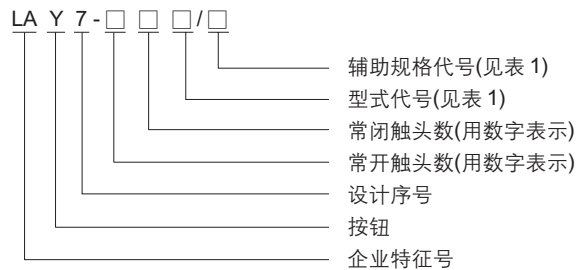 LA Y 7 - □ □ □ / □
辅助规格代号(见表 1)
型式代号(见表 1)
常闭触头数(用数字表示)
常开触头数(用数字表示)
设计序号
按钮
企业特征号